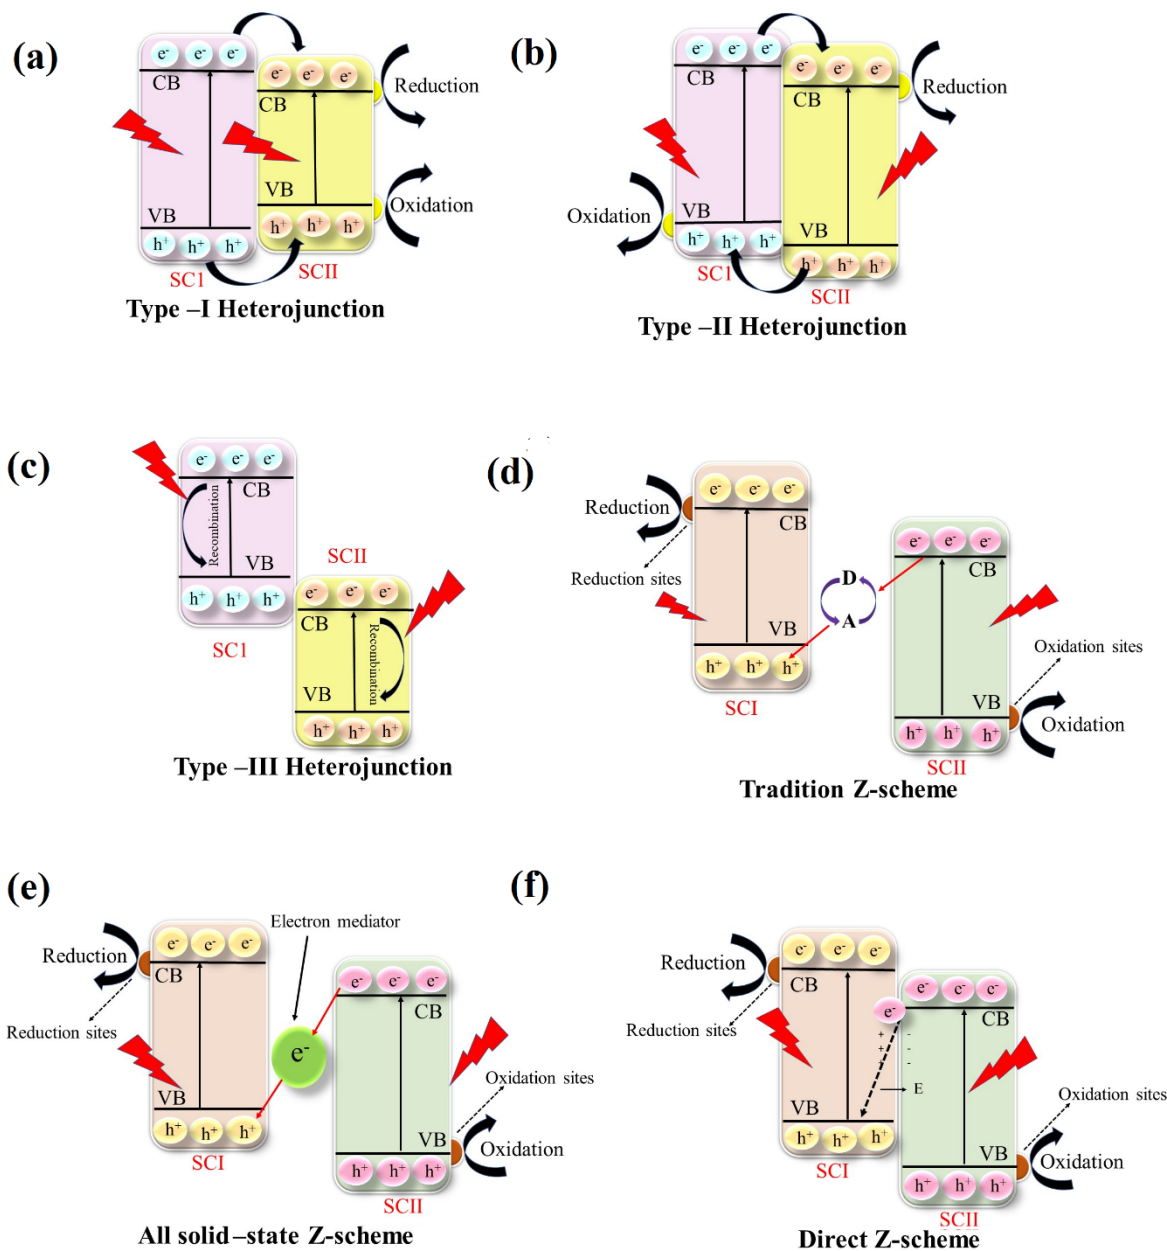 (a)
e- e- e-
CB
VB
h+ h+ h+
SC1
e- e- e-
CB
VB
h+ h+ h+
SCII
Reduction
Oxidation
Type –I Heterojunction
(b)
e- e- e-
CB
VB
h+ h+ h+
SC1
e- e- e-
CB
VB
h+ h+ h+
SCII
Reduction
Oxidation
Type –II Heterojunction
(c)
e- e- e-
CB
Recombination
VB
h+ h+ h+
SC1
SCII
e- e- e-
CB
Recombination
VB
h+ h+ h+
Type –III Heterojunction
(d)
Reduction
Reduction sites
e- e- e-
CB
VB
h+ h+ h+
SCI
D
A
e- e- e-
CB
VB
h+ h+ h+
SCII
Oxidation sites
Oxidation
Tradition Z-scheme
(e)
Reduction
Reduction sites
e- e- e-
CB
VB
h+ h+ h+
SCI
Electron mediator
e-
e- e- e-
CB
VB
h+ h+ h+
SCII
Oxidation sites
Oxidation
All solid–state Z-scheme
(f)
Reduction
Reduction sites
e- e- e-
CB
VB
h+ h+ h+
SCI
e-
+ -
+ -
+ -
E
e- e- e-
CB
VB
h+ h+ h+
SCII
Oxidation sites
Oxidation
Direct Z-scheme